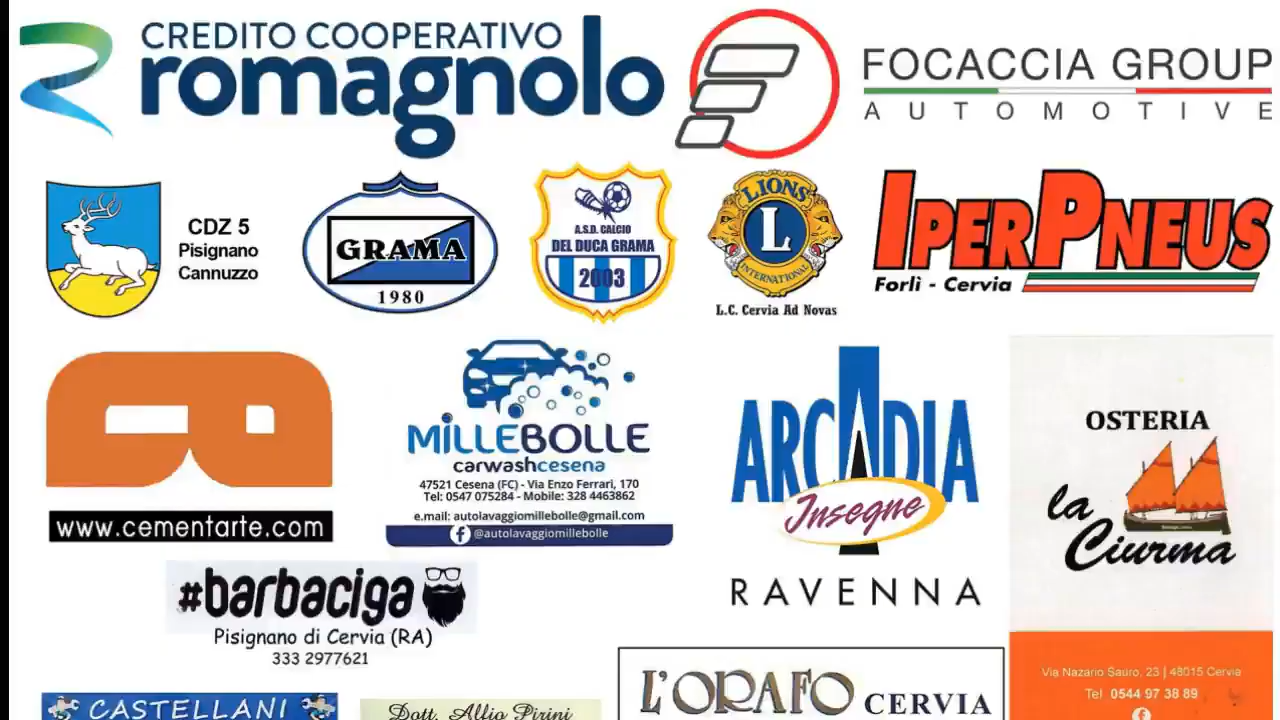 CREDITO COOPERATIVO
romagnolo
FOCACCIA GROUP
AUTOMOTIVE
CDZ 5
Pisignano
Cannuzzo
GRAMA
1980
A.S.D. CALCIO
DEL DUCA GRAMA
2003
LIONS
L
INTERNATIONAL
L.C. Cervia Ad Novas
IPERPNEUS
Forlì - Cervia
www.cementarte.com
MILLEBOLLE
carwashcesena
47521 Cesena (FC) - Via Enzo Ferrari, 170
Tel: 0547 075284 - Mobile: 328 4463862
e.mail: autolavaggiomillebolle@gmail.com
f @autolavaggiomillebolle
ARCADIA
Insegne
RAVENNA
OSTERIA
la
Ciurma
Via Nazario Sauro, 23 | 48015 Cervia
Tel 0544 97 38 89
f
#barbaciga
Pisignano di Cervia (RA)
333 2977621
L'ORAFO CERVIA
CASTELLANI
Dott. Alfio Pirini